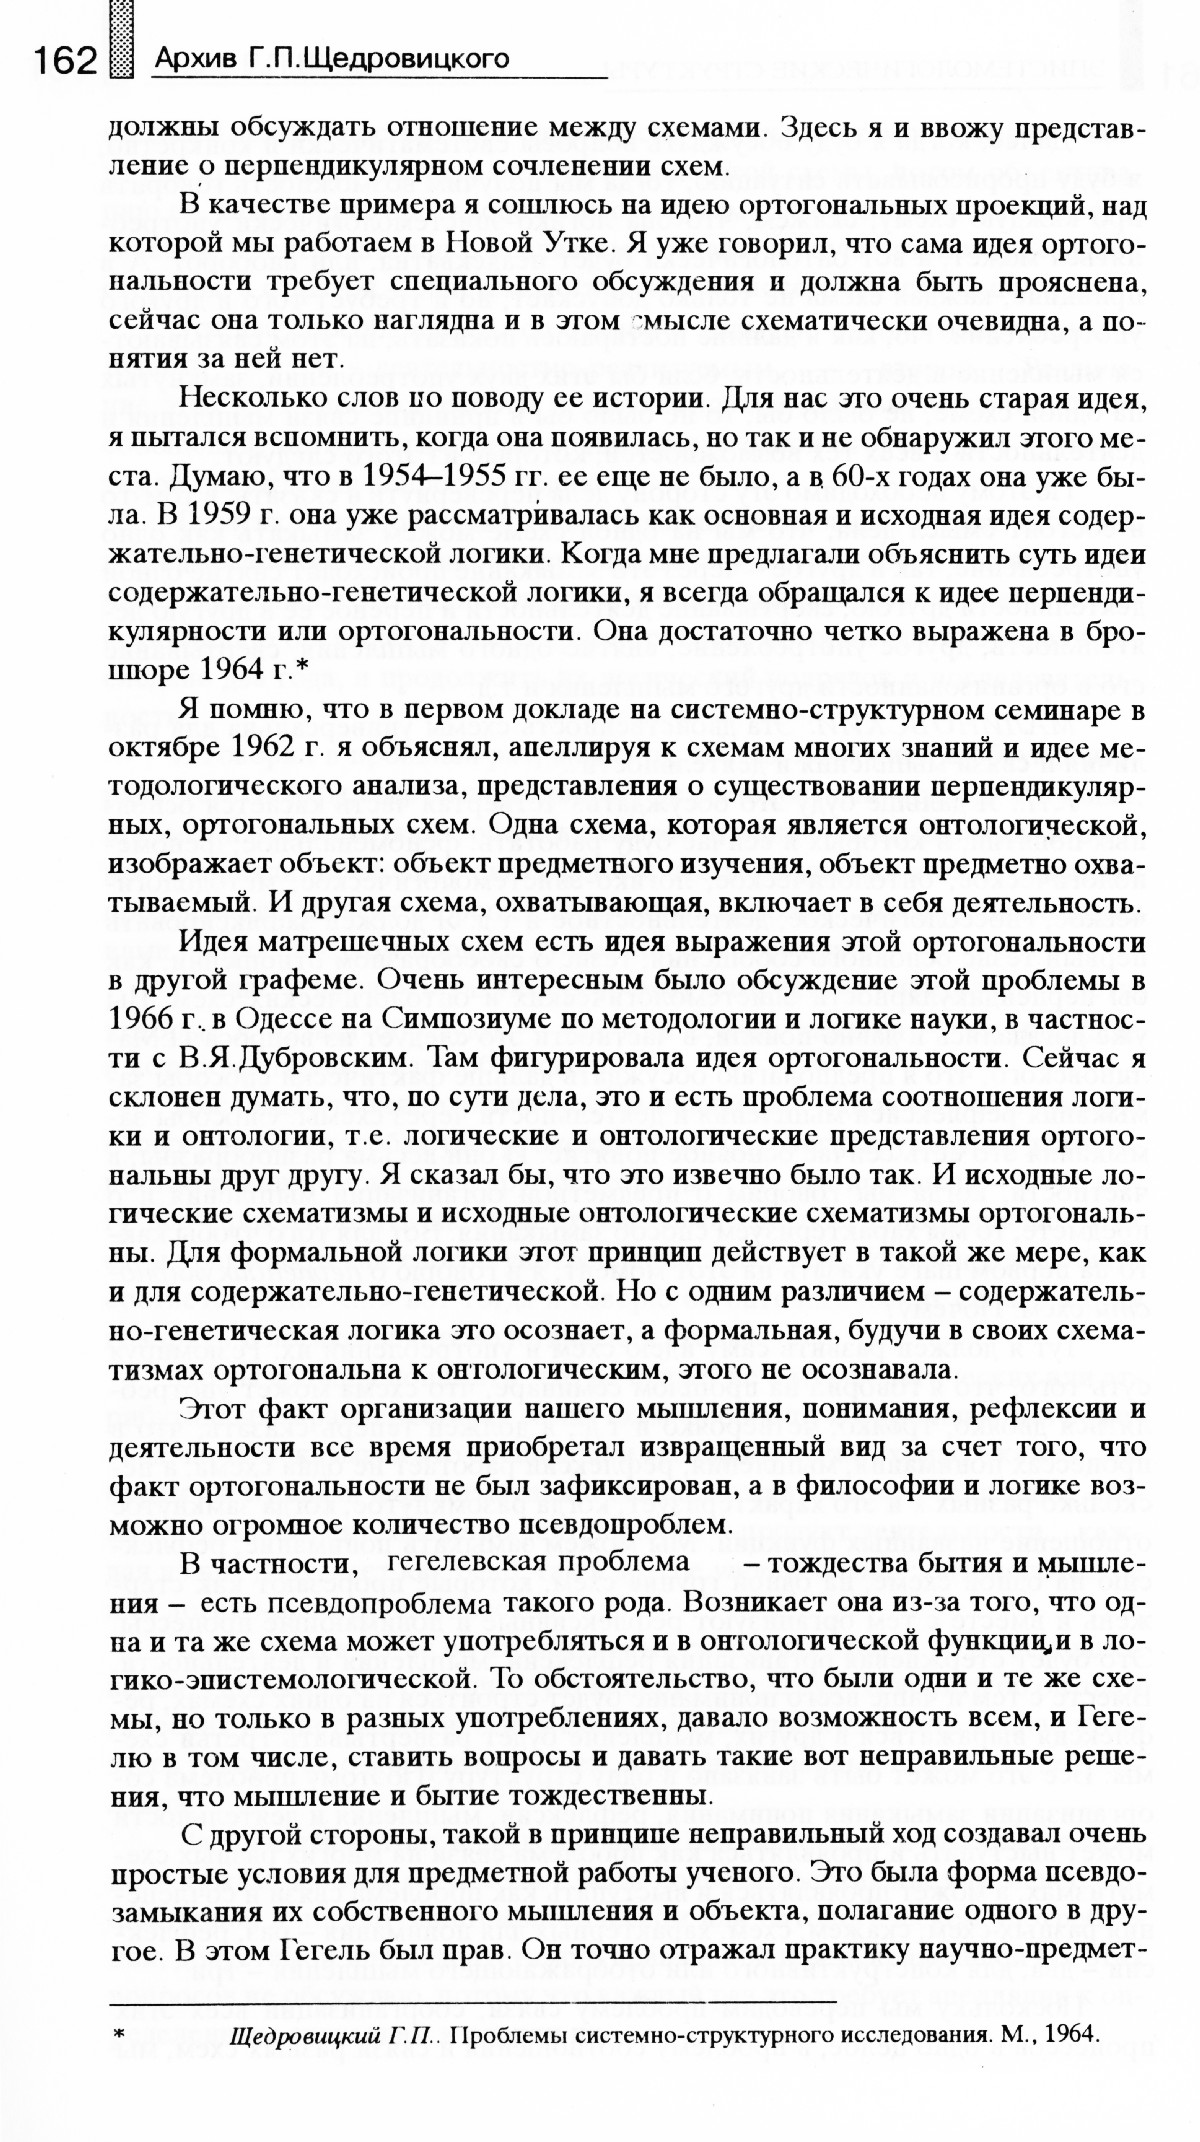 162 Архив Г.П.Щедровицкого
должны обсуждать отношение между схемами. Здесь я и ввожу представ-
ление о перпендикулярном сочленении схем.
В качестве примера я сошлюсь на идею ортогональных проекций, над
которой мы работаем в Новой Утке. Я уже говорил, что сама идея ортого-
нальности требует специального обсуждения и должна быть прояснена,
сейчас она только наглядна и в этом смысле схематически очевидна, а по-
нятия за ней нет.
Несколько слов по поводу ее истории. Для нас это очень старая идея,
я пытался вспомнить, когда она появилась, но так и не обнаружил этого ме-
ста. Думаю, что в 1954–1955 гг. ее еще не было, а в 60-х годах она уже бы-
ла. В 1959 г. она уже рассматривалась как основная и исходная идея содер-
жательно-генетической логики. Когда мне предлагали объяснить суть идеи
содержательно-генетической логики, я всегда обращался к идее перпенди-
кулярности или ортогональности. Она достаточно четко выражена в бро-
шюре 1964 г.*
Я помню, что в первом докладе на системно-структурном семинаре в
октябре 1962 г. я объяснял, апеллируя к схемам многих знаний и идее ме-
тодологического анализа, представления о существовании перпендикуляр-
ных, ортогональных схем. Одна схема, которая является онтологической,
изображает объект: объект предметного изучения, объект предметно охва-
тываемый. И другая схема, охватывающая, включает в себя деятельность.
Идея матрешечных схем есть идея выражения этой ортогональности
в другой графеме. Очень интересным было обсуждение этой проблемы в
1966 г. в Одессе на Симпозиуме по методологии и логике науки, в частнос-
ти с В.Я.Дубровским. Там фигурировала идея ортогональности. Сейчас я
склонен думать, что, по сути дела, это и есть проблема соотношения логи-
ки и онтологии, т.е. логические и онтологические представления ортого-
нальны друг другу. Я сказал бы, что это извечно было так. И исходные ло-
гические схематизмы и исходные онтологические схематизмы ортогональ-
ны. Для формальной логики этот принцип действует в такой же мере, как
и для содержательно-генетической. Но с одним различием – содержатель-
но-генетическая логика это осознает, а формальная, будучи в своих схема-
тизмах ортогональна к онтологическим, этого не осознавала.
Этот факт организации нашего мышления, понимания, рефлексии и
деятельности все время приобретал извращенный вид за счет того, что
факт ортогональности не был зафиксирован, а в философии и логике воз-
можно огромное количество псевдопроблем.
В частности, гегелевская проблема – тождества бытия и мышле-
ния – есть псевдопроблема такого рода. Возникает она из-за того, что од-
на и та же схема может употребляться и в онтологической функции, и в ло-
гико-эпистемологической. То обстоятельство, что были одни и те же схе-
мы, но только в разных употреблениях, давало возможность всем, и Геге-
лю в том числе, ставить вопросы и давать такие вот неправильные реше-
ния, что мышление и бытие тождественны.
С другой стороны, такой в принципе неправильный ход создавал очень
простые условия для предметной работы ученого. Это была форма псевдо-
замыкания их собственного мышления и объекта, полагание одного в дру-
гое. В этом Гегель был прав. Он точно отражал практику научно-предмет-
* Щедровицкий Г.П.. Проблемы системно-структурного исследования. М., 1964.